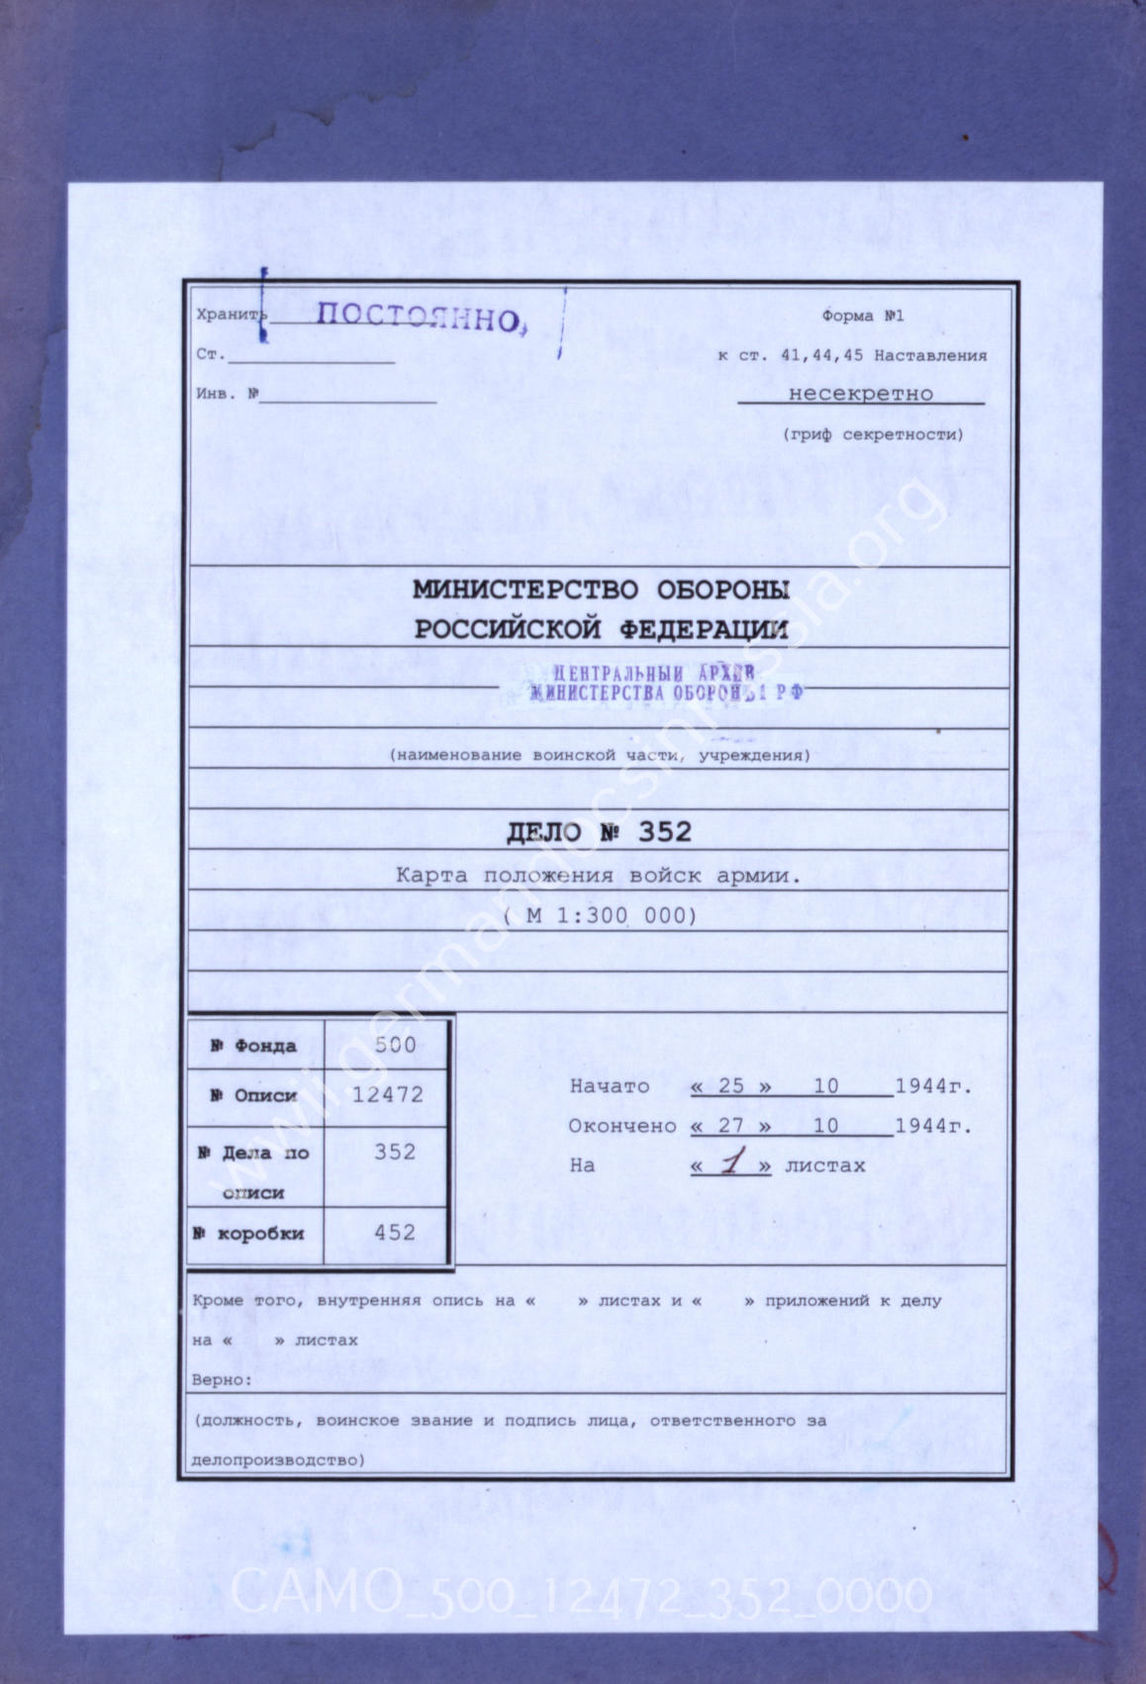 Хранить ПОСТОЯННО,
Форма №1
Ст.
к ст. 41,44,45 Наставления
Инв. №
несекретно
(гриф секретности)
МИНИСТЕРСТВО ОБОРОНЫ
РОССИЙСКОЙ ФЕДЕРАЦИИ
ЦЕНТРАЛЬНЫЙ АРХИВ
МИНИСТЕРСТВА ОБОРОНЫ РФ
(наименование воинской части, учреждения)
ДЕЛО № 352
Карта положения войск армии.
( М 1:300 000)
№ Фонда 500
№ Описи 12472
№ Дела по описи 352
№ коробки 452
Начато « 25 » 10 1944г.
Окончено « 27 » 10 1944г.
На « 1 » листах
Кроме того, внутренняя опись на « » листах и « » приложений к делу
на « » листах
Верно:
(должность, воинское звание и подпись лица, ответственного за
делопроизводство)
www.germandocsinrussia.org
CAMO_500_12472_352_0000